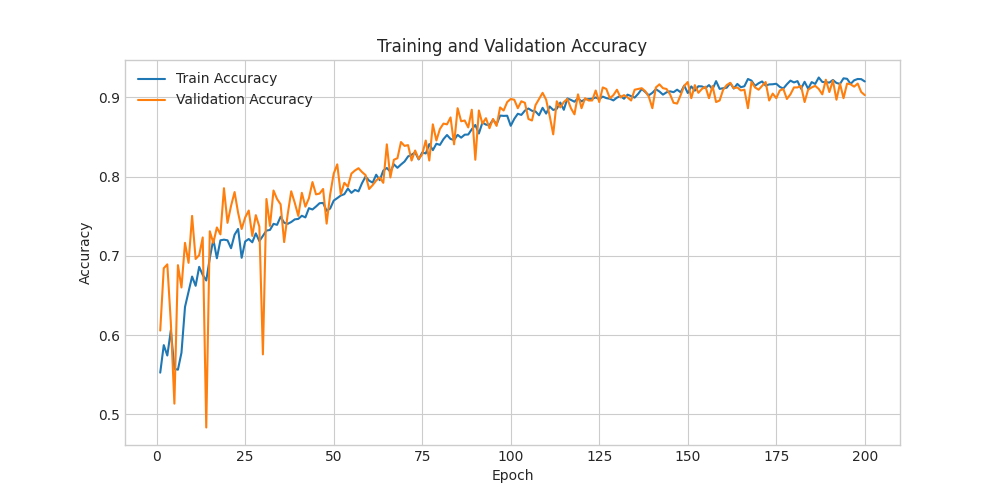 Training and Validation Accuracy
Train Accuracy
Validation Accuracy
0.9
0.8
0.7
0.6
0.5
Accuracy
0 25 50 75 100 125 150 175 200
Epoch